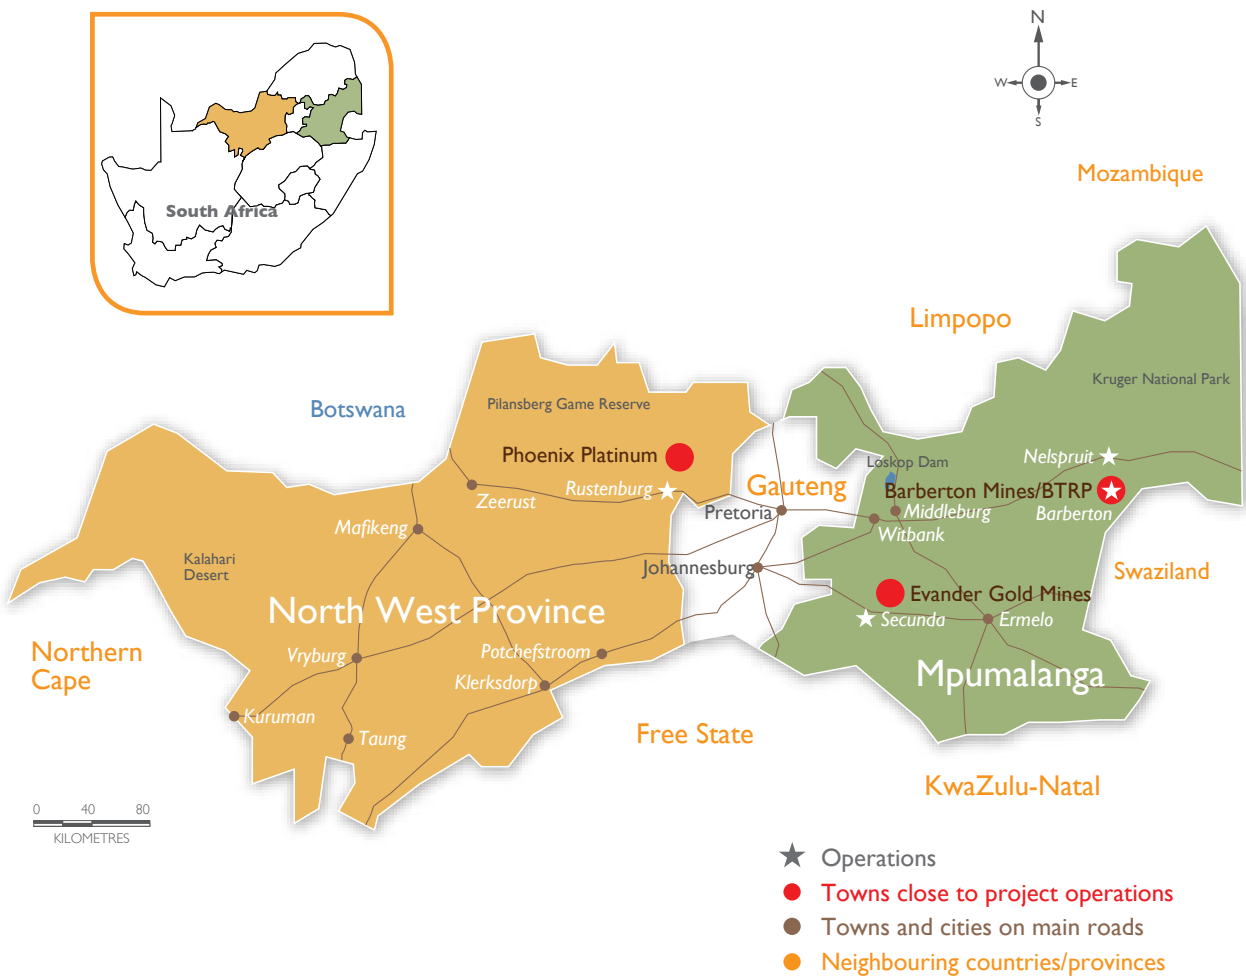 N
W
E
S
South Africa
Mozambique
Limpopo
Kruger National Park
Botswana
Pilansberg Game Reserve
Phoenix Platinum
Rustenburg
Zeerust
Nelspruit
Loskop Dam
Gauteng
Barberton Mines/BTRP
Barberton
Pretoria
Middleburg
Witbank
Mafikeng
Kalahari
Desert
Johannesburg
Swaziland
Evander Gold Mines
North West Province
Secunda
Ermelo
Northern
Cape
Vryburg
Potchefstroom
Klerksdorp
Mpumalanga
Kuruman
Taung
Free State
KwaZulu-Natal
0 40 80
KILOMETRES
Operations
Towns close to project operations
Towns and cities on main roads
Neighbouring countries/provinces